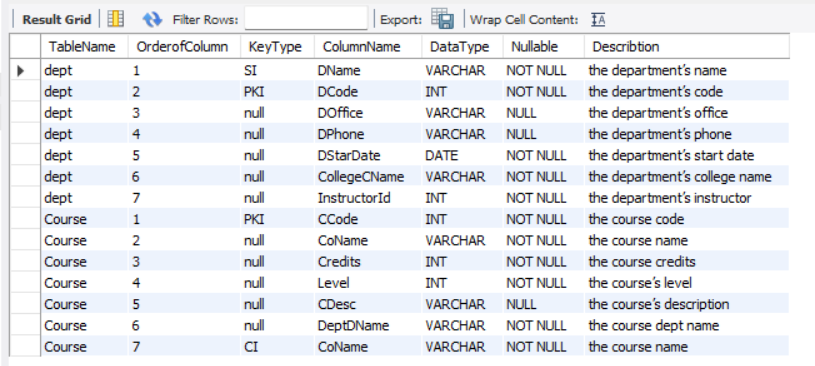 Result Grid Filter Rows: Export: Wrap Cell Content: IA
TableName OrderofColumn KeyType ColumnName DataType Nullable Describtion
dept 1 SI DName VARCHAR NOT NULL the department's name
dept 2 PKI DCode INT NOT NULL the department's code
dept 3 null DOffice VARCHAR NULL the department's office
dept 4 null DPhone VARCHAR NULL the department's phone
dept 5 null DStarDate DATE NOT NULL the department's start date
dept 6 null CollegeCName VARCHAR NOT NULL the department's college name
dept 7 null InstructorId INT NOT NULL the department's instructor
Course 1 PKI CCode INT NOT NULL the course code
Course 2 null CoName VARCHAR NOT NULL the course name
Course 3 null Credits INT NOT NULL the course credits
Course 4 null Level INT NOT NULL the course's level
Course 5 null CDesc VARCHAR NULL the course's description
Course 6 null DeptDName VARCHAR NOT NULL the course dept name
Course 7 CI CoName VARCHAR NOT NULL the course name